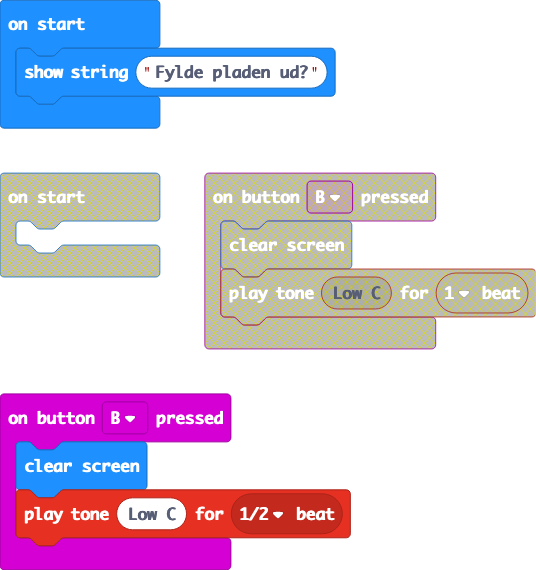 on start
show string "Fylde pladen ud?"
on start
on button B pressed
clear screen
play tone Low C for 1 beat
on button B pressed
clear screen
play tone Low C for 1/2 beat